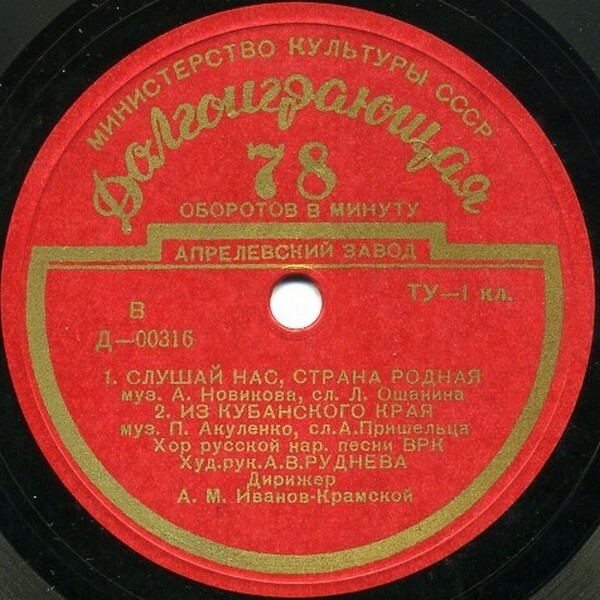 МИНИСТЕРСТВО КУЛЬТУРЫ СССР
Долгоиграющая
78
ОБОРОТОВ В МИНУТУ
АПРЕЛЕВСКИЙ ЗАВОД
ТУ—1 кл.
В
Д—00316
1. СЛУШАЙ НАС, СТРАНА РОДНАЯ
муз. А. Новикова, сл. Л. Ошанина
2. ИЗ КУБАНСКОГО КРАЯ
муз. П. Акуленко, сл.А.Пришельца
Хор русской нар. песни ВРК
Худ.рук.А.В.РУДНЕВА
Дирижер
А. М. Иванов-Крамской